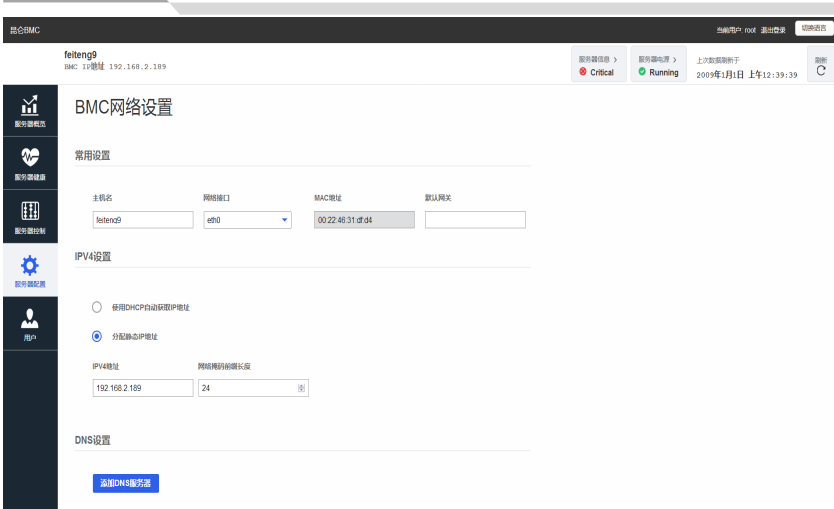 昆仑BMC
当前用户: root 退出登录 切换语言
feiteng9
BMC IP地址 192.168.2.189
服务器信息 >
Critical
服务器电源 >
Running
上次数据刷新于
2009年1月1日 上午12:39:39
刷新
服务器概览
服务器健康
服务器控制
服务器配置
用户
BMC网络设置
常用设置
主机名 网络接口 MAC地址 默认网关
feiteng9 eth0 00:22:46:31:df:d4
IPV4设置
使用DHCP自动获取IP地址
分配静态IP地址
IPV4地址 网络掩码前缀长度
192.168.2.189 24
DNS设置
添加DNS服务器